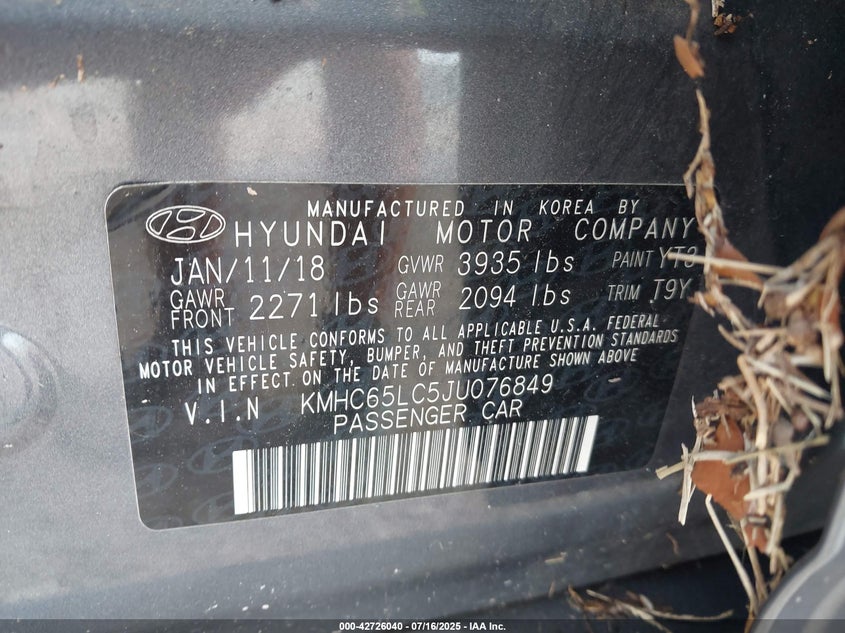 MANUFACTURED IN KOREA BY
HYUNDAI MOTOR COMPANY
JAN/11/18 GVWR 3935 lbs PAINT YT3
GAWR FRONT 2271 lbs GAWR REAR 2094 lbs TRIM T9Y
THIS VEHICLE CONFORMS TO ALL APPLICABLE U.S.A. FEDERAL
MOTOR VEHICLE SAFETY, BUMPER, AND THEFT PREVENTION STANDARDS
IN EFFECT ON THE DATE OF MANUFACTURE SHOWN ABOVE
V.I.N KMHC65LC5JU076849
PASSENGER CAR
000-42726040 - 07/16/2025 - IAA Inc.